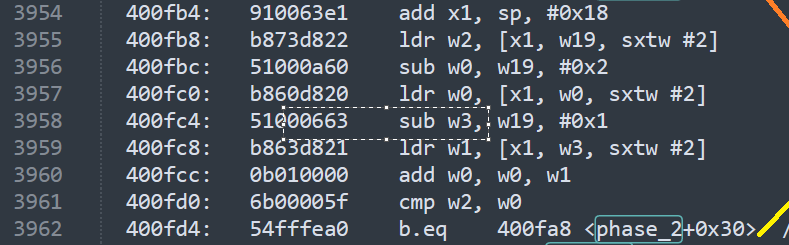 3954 400fb4: 910063e1 add x1, sp, #0x18
3955 400fb8: b873d822 ldr w2, [x1, w19, sxtw #2]
3956 400fbc: 51000a60 sub w0, w19, #0x2
3957 400fc0: b860d820 ldr w0, [x1, w0, sxtw #2]
3958 400fc4: 51000663 sub w3, w19, #0x1
3959 400fc8: b863d821 ldr w1, [x1, w3, sxtw #2]
3960 400fcc: 0b010000 add w0, w0, w1
3961 400fd0: 6b00005f cmp w2, w0
3962 400fd4: 54fffea0 b.eq 400fa8 <phase_2+0x30> /